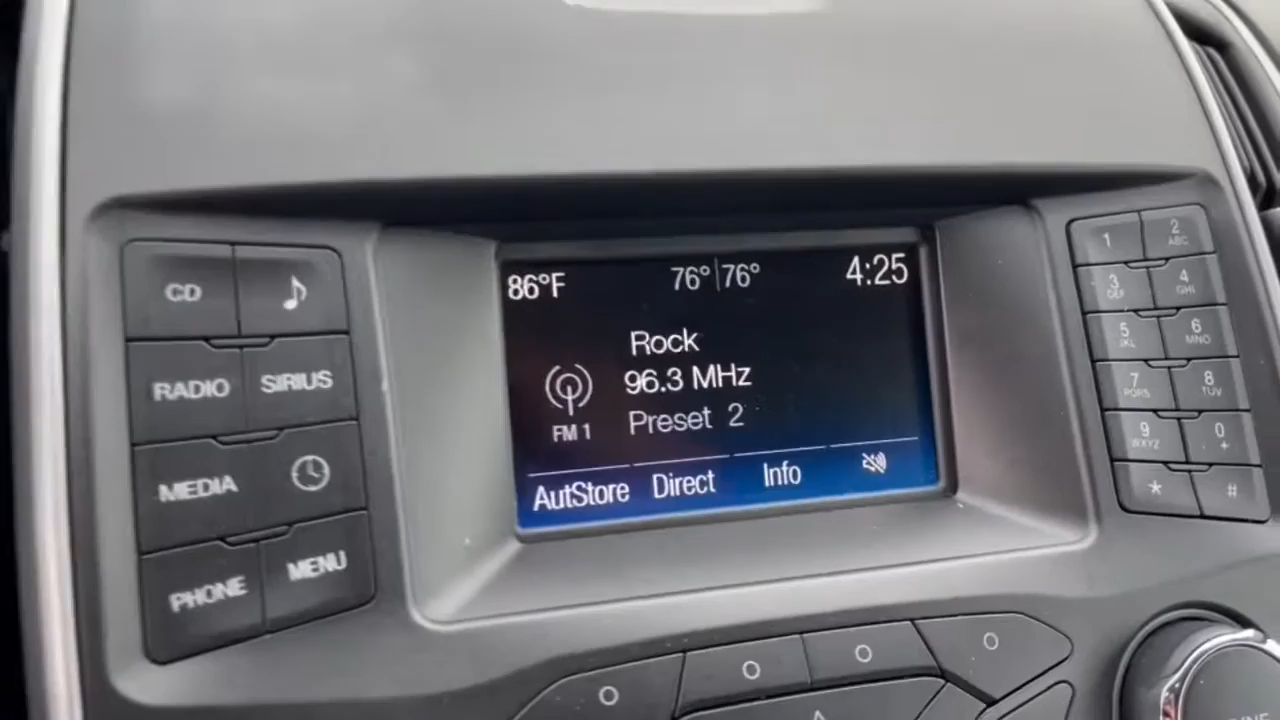 CD
RADIO SIRIUS
MEDIA
PHONE MENU
86°F 76° 76° 4:25
Rock
96.3 MHz
FM 1 Preset 2
AutStore Direct Info
1 2 ABC
3 DEF 4 GHI
5 JKL 6 MNO
7 PQRS 8 TUV
9 WXYZ 0 +
* #